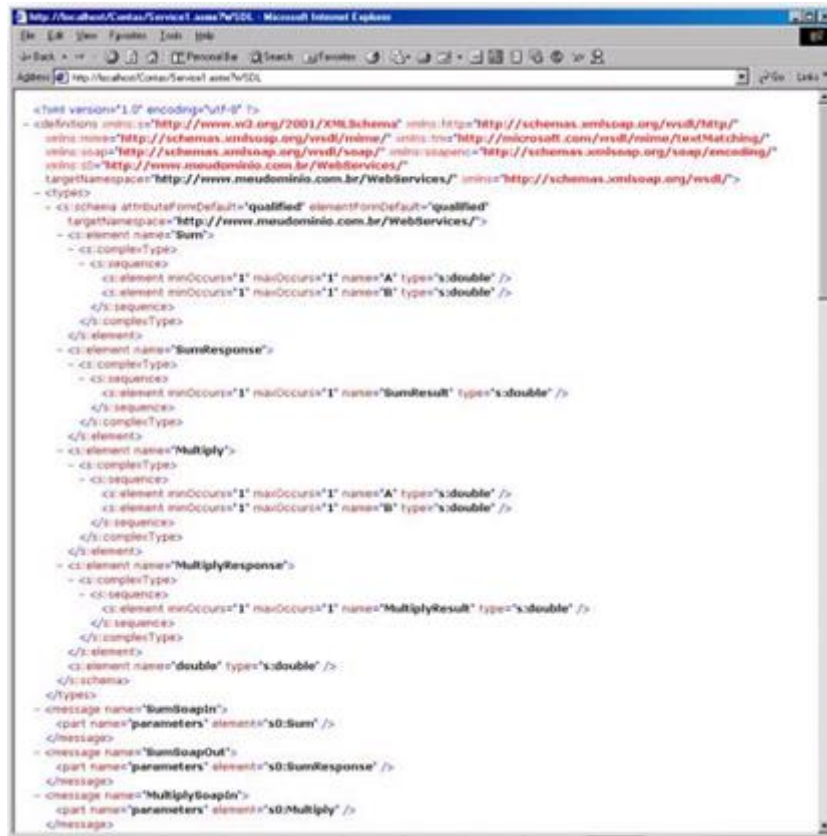 http://localhost/Contas/Service1.asmx?WSDL - Microsoft Internet Explorer
File Edit View Favorites Tools Help
Back Personal Bar Search Favorites
Address http://localhost/Contas/Service1.asmx?WSDL Go Links
<?xml version="1.0" encoding="utf-8" ?>
- <definitions xmlns:s="http://www.w3.org/2001/XMLSchema" xmlns:http="http://schemas.xmlsoap.org/wsdl/http/"
xmlns:mime="http://schemas.xmlsoap.org/wsdl/mime/" xmlns:tm="http://microsoft.com/wsdl/mime/textMatching/"
xmlns:soap="http://schemas.xmlsoap.org/wsdl/soap/" xmlns:soapenc="http://schemas.xmlsoap.org/soap/encoding/"
xmlns:s0="http://www.meudominio.com.br/WebServices/"
targetNamespace="http://www.meudominio.com.br/WebServices/" xmlns="http://schemas.xmlsoap.org/wsdl/">
- <types>
- <s:schema attributeFormDefault="qualified" elementFormDefault="qualified"
targetNamespace="http://www.meudominio.com.br/WebServices/">
- <s:element name="Sum">
- <s:complexType>
- <s:sequence>
<s:element minOccurs="1" maxOccurs="1" name="A" type="s:double" />
<s:element minOccurs="1" maxOccurs="1" name="B" type="s:double" />
</s:sequence>
</s:complexType>
</s:element>
- <s:element name="SumResponse">
- <s:complexType>
- <s:sequence>
<s:element minOccurs="1" maxOccurs="1" name="SumResult" type="s:double" />
</s:sequence>
</s:complexType>
</s:element>
- <s:element name="Multiply">
- <s:complexType>
- <s:sequence>
<s:element minOccurs="1" maxOccurs="1" name="A" type="s:double" />
<s:element minOccurs="1" maxOccurs="1" name="B" type="s:double" />
</s:sequence>
</s:complexType>
</s:element>
- <s:element name="MultiplyResponse">
- <s:complexType>
- <s:sequence>
<s:element minOccurs="1" maxOccurs="1" name="MultiplyResult" type="s:double" />
</s:sequence>
</s:complexType>
</s:element>
<s:element name="double" type="s:double" />
</s:schema>
</types>
- <message name="SumSoapIn">
<part name="parameters" element="s0:Sum" />
</message>
- <message name="SumSoapOut">
<part name="parameters" element="s0:SumResponse" />
</message>
- <message name="MultiplySoapIn">
<part name="parameters" element="s0:Multiply" />
</message>